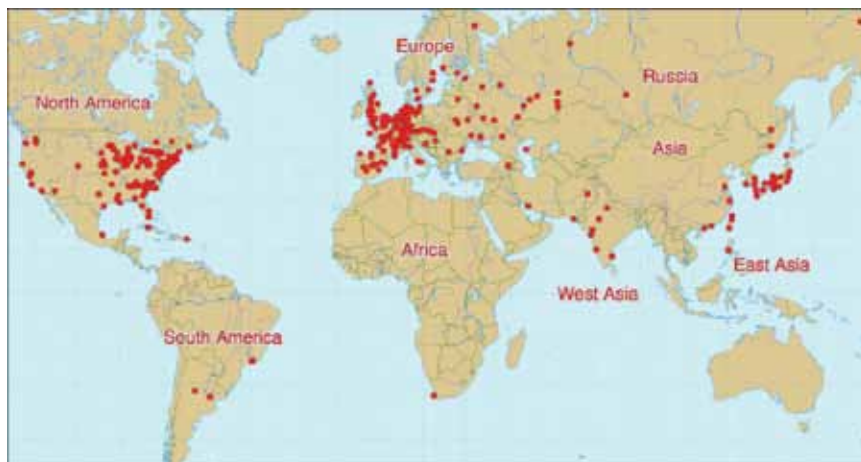 Europe
Russia
North America
Asia
Africa
East Asia
West Asia
South America